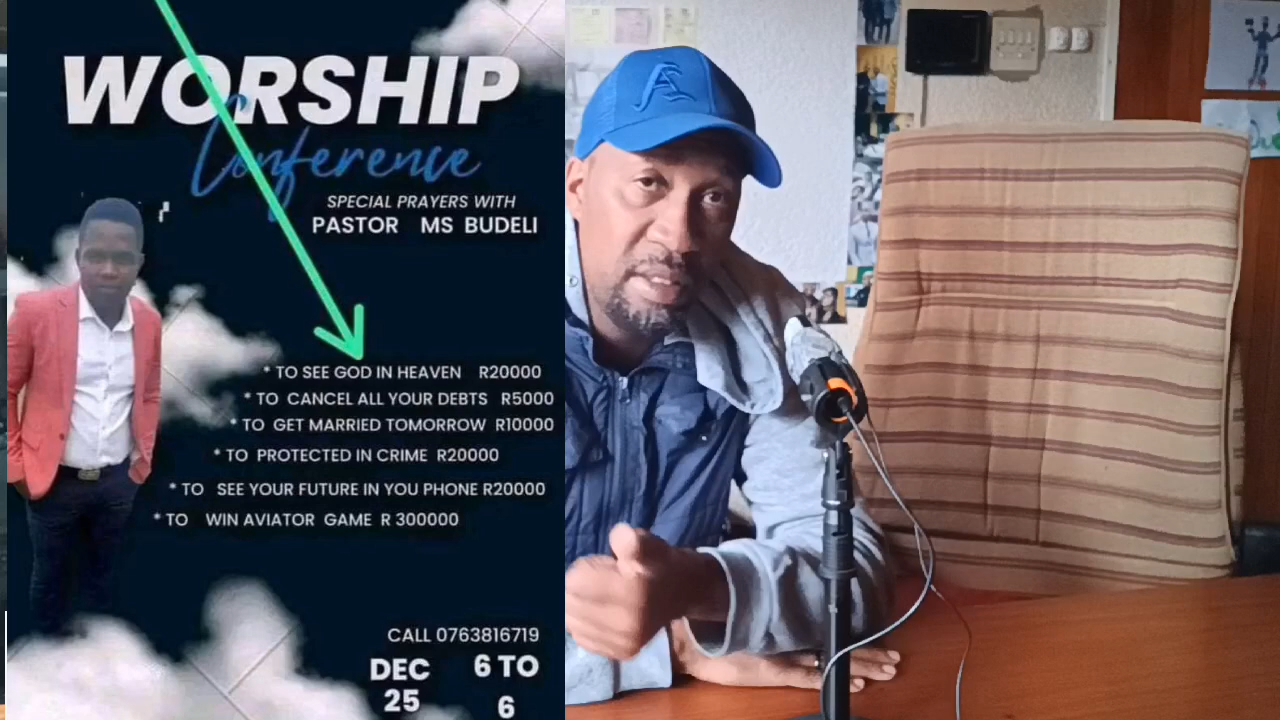 WORSHIP
Conference
SPECIAL PRAYERS WITH
PASTOR MS BUDELI
* TO SEE GOD IN HEAVEN R20000
* TO CANCEL ALL YOUR DEBTS R5000
* TO GET MARRIED TOMORROW R10000
* TO PROTECTED IN CRIME R20000
* TO SEE YOUR FUTURE IN YOU PHONE R20000
* TO WIN AVIATOR GAME R 300000
CALL 0763816719
DEC 6 TO
25 6